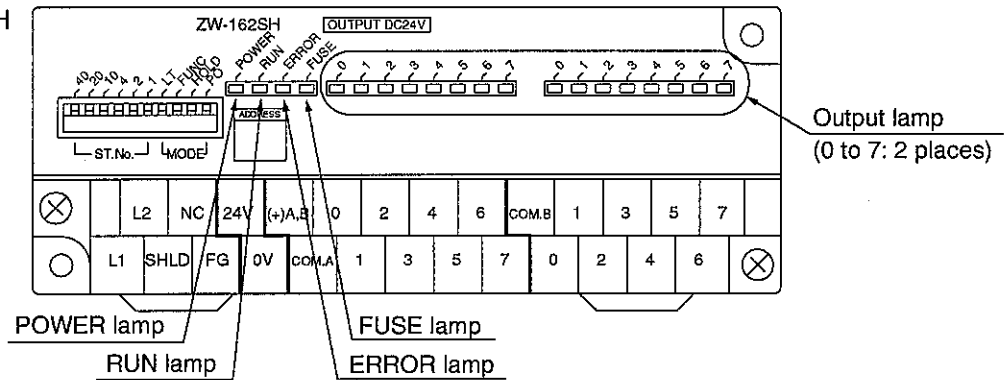 H
ZW-162SH
OUTPUT DC24V
40 20 10 4 2 1 LT FUNC HOLD PO
POWER RUN ERROR FUSE
0 1 2 3 4 5 6 7
0 1 2 3 4 5 6 7
ADDRESS
ST.No.
MODE
Output lamp
(0 to 7: 2 places)
L2 NC 24V (+)A,B 0 2 4 6 COM.B 1 3 5 7
L1 SHLD FG 0V COM.A 1 3 5 7 0 2 4 6
POWER lamp
FUSE lamp
RUN lamp
ERROR lamp